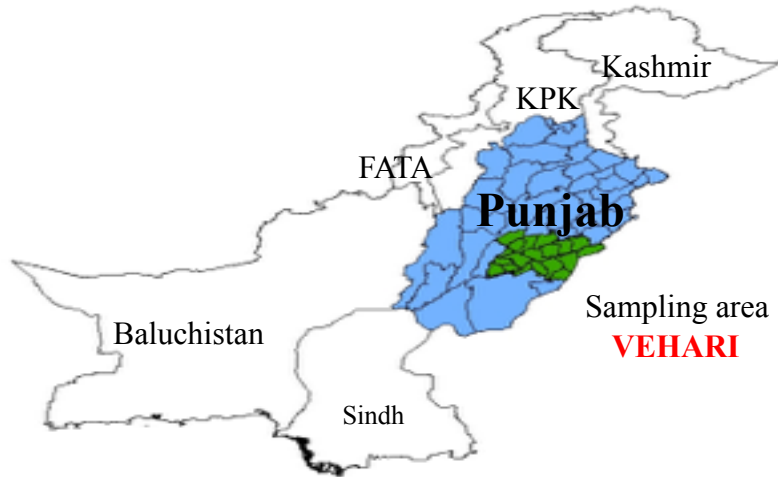 Kashmir
KPK
FATA
Punjab
Sampling area
VEHARI
Baluchistan
Sindh